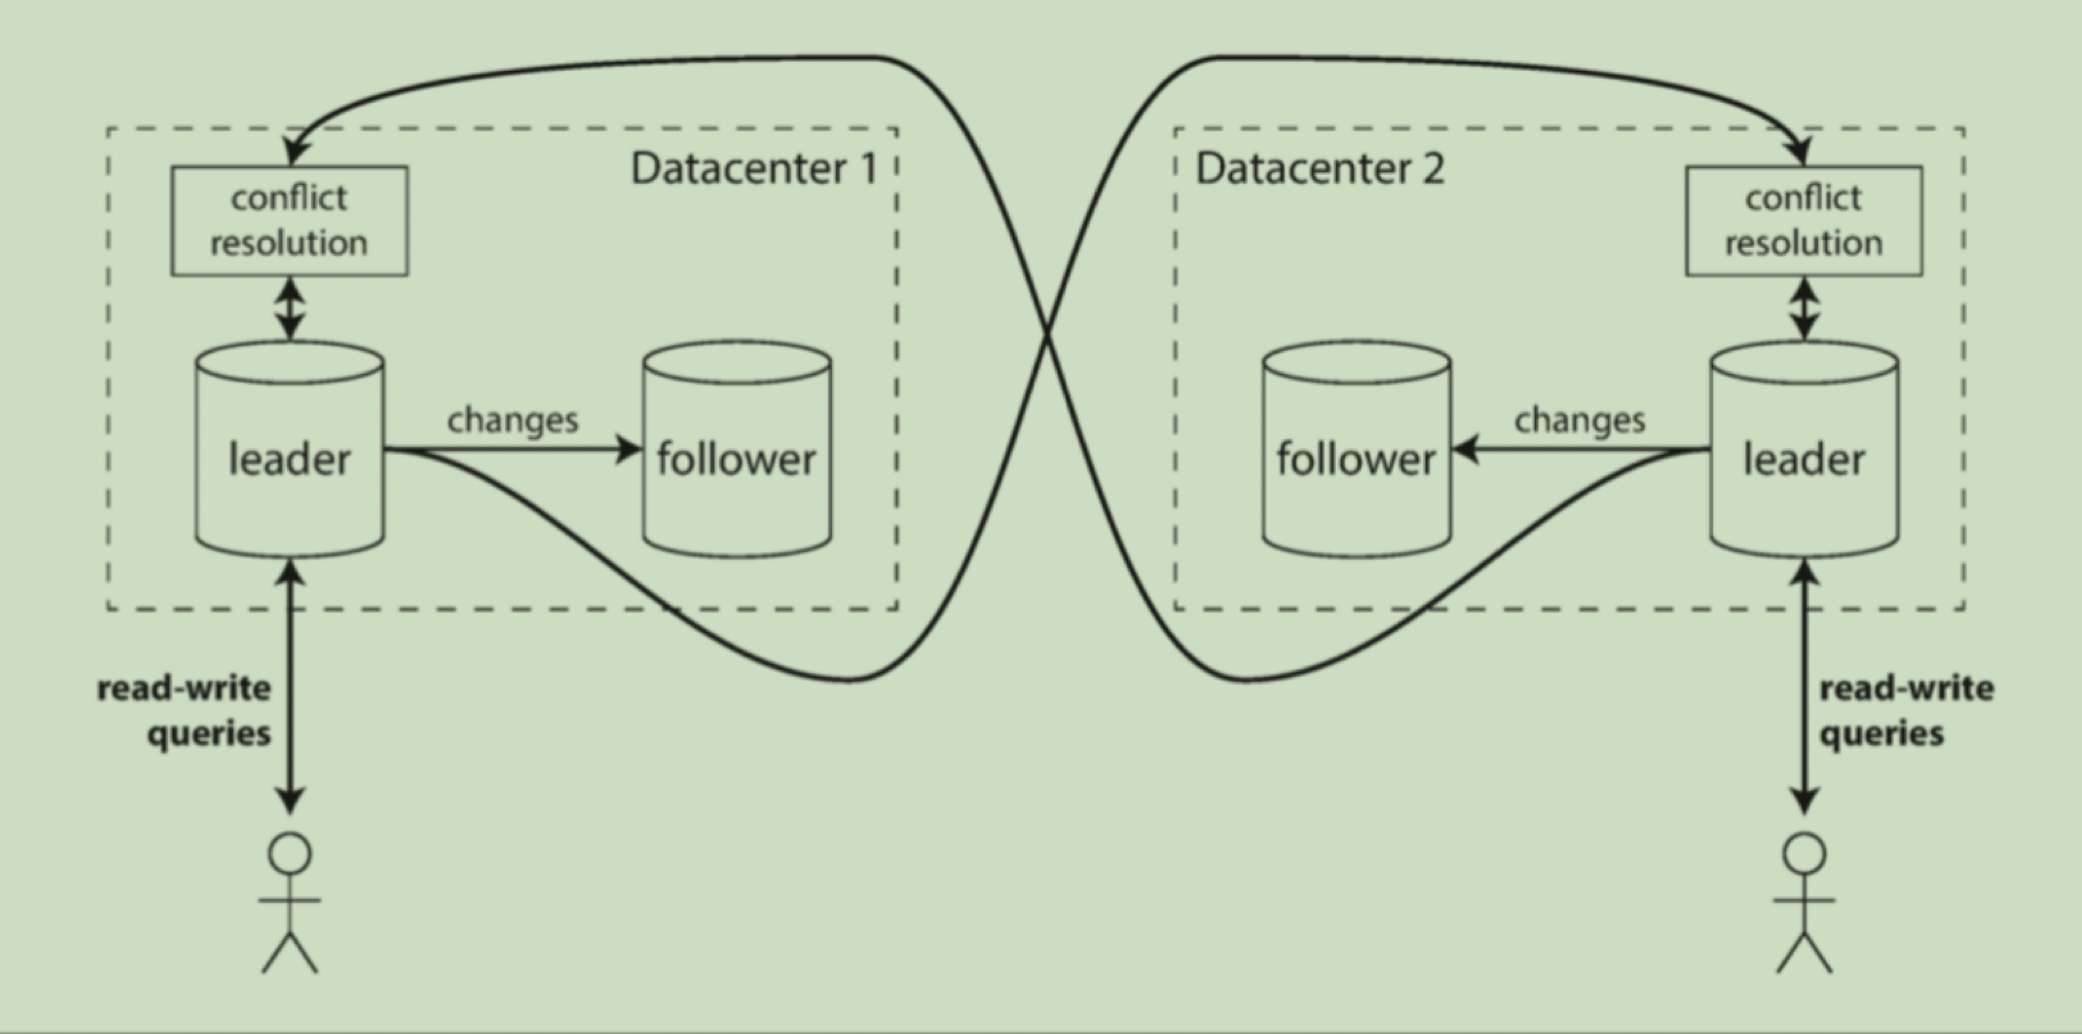 Datacenter 1
conflict
resolution
changes
leader
follower
read-write
queries
Datacenter 2
conflict
resolution
changes
follower
leader
read-write
queries